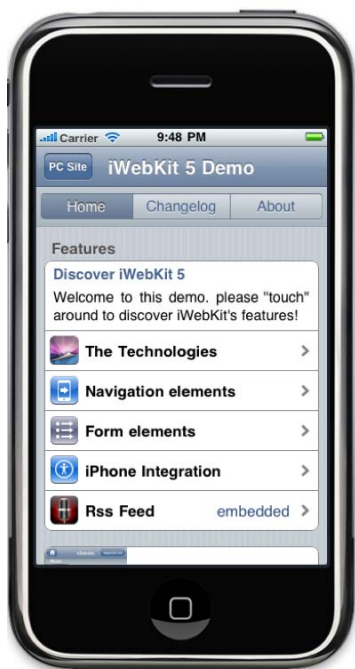 Carrier 9:48 PM
PC Site iWebKit 5 Demo
Home Changelog About
Features
Discover iWebKit 5
Welcome to this demo. please "touch"
around to discover iWebKit's features!
The Technologies
Navigation elements
Form elements
iPhone Integration
Rss Feed embedded
classic